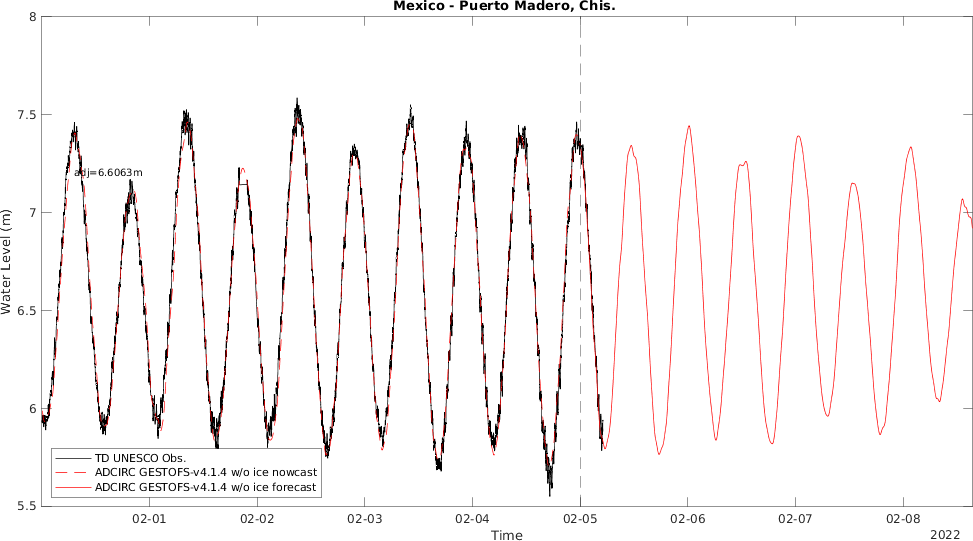 Mexico - Puerto Madero, Chis.
8
7.5
7
6.5
6
5.5
Water Level (m)
adj=6.6063m
TD UNESCO Obs.
ADCIRC GESTOFS-v4.1.4 w/o ice nowcast
ADCIRC GESTOFS-v4.1.4 w/o ice forecast
02-01 02-02 02-03 02-04 02-05 02-06 02-07 02-08
Time
2022